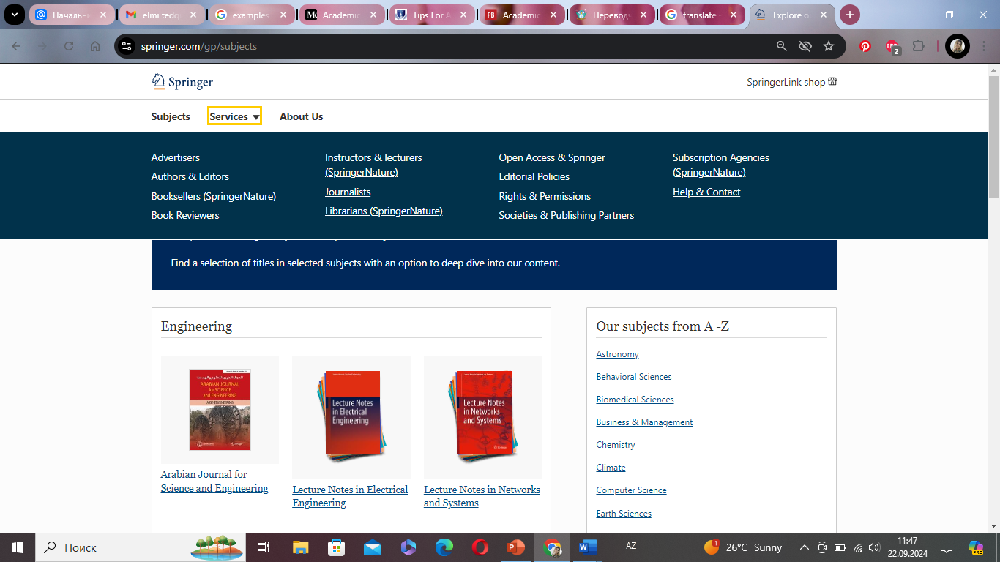 Начальны
elmi tedq
examples
Academic
Tips For A
Academic
Переводч
translate -
Explore o
springer.com/gp/subjects
2
Springer
SpringerLink shop
Subjects
Services ▼
About Us
Advertisers
Authors & Editors
Booksellers (SpringerNature)
Book Reviewers
Instructors & lecturers
(SpringerNature)
Journalists
Librarians (SpringerNature)
Open Access & Springer
Editorial Policies
Rights & Permissions
Societies & Publishing Partners
Subscription Agencies
(SpringerNature)
Help & Contact
Find a selection of titles in selected subjects with an option to deep dive into our content.
Engineering
ARABIAN JOURNAL
for SCIENCE
and ENGINEERING
AJSE-ENGINEERING
Arabian Journal for
Science and Engineering
Lecture Notes
in Electrical
Engineering
Lecture Notes in Electrical
Engineering
Lecture Notes
in Networks
and Systems
Lecture Notes in Networks
and Systems
Our subjects from A -Z
Astronomy
Behavioral Sciences
Biomedical Sciences
Business & Management
Chemistry
Climate
Computer Science
Earth Sciences
Поиск
AZ
26°C Sunny
11:47
22.09.2024